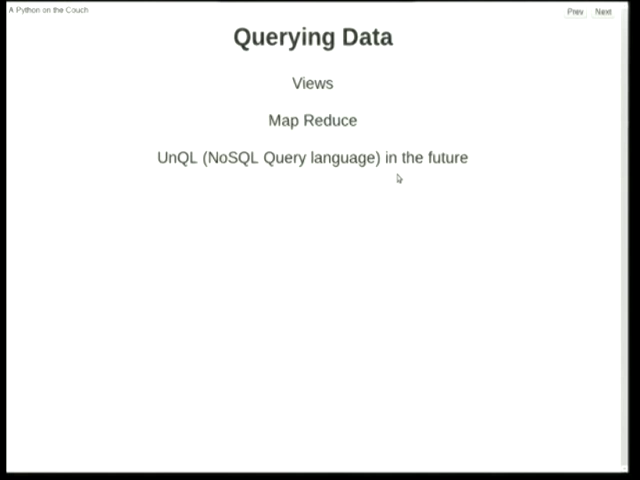 A Python on the Couch
Prev Next
Querying Data
Views
Map Reduce
UnQL (NoSQL Query language) in the future